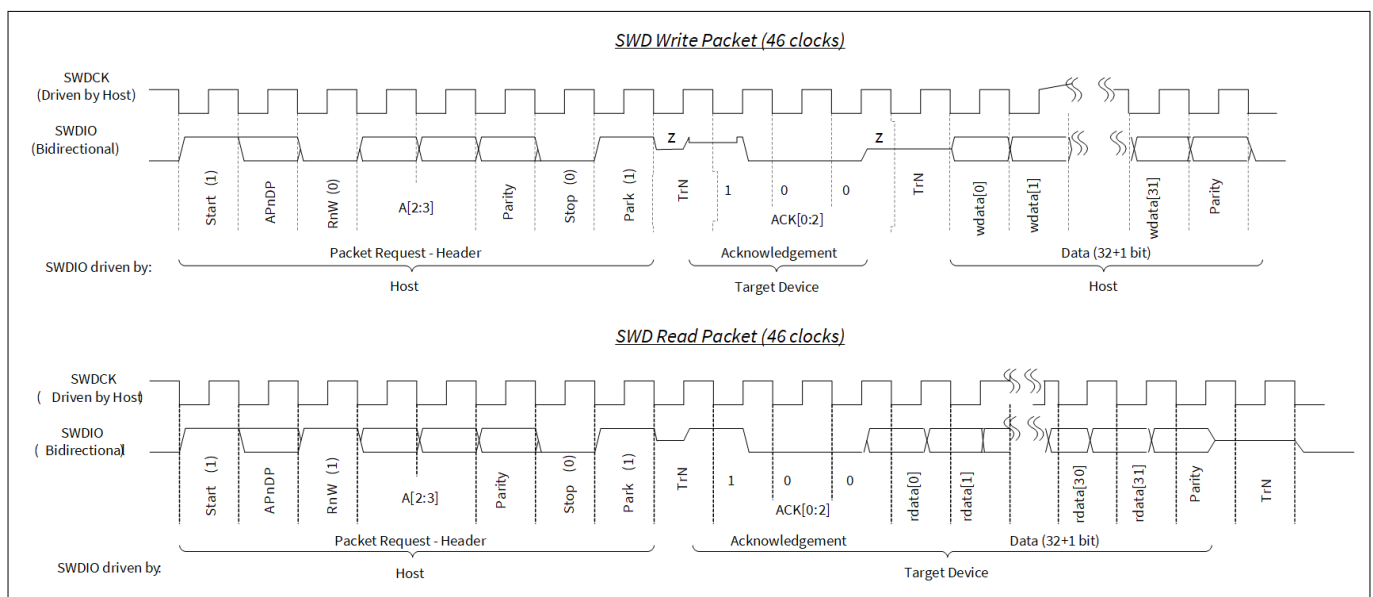 SWD Write Packet (46 clocks)
SWDCK
(Driven by Host)
SWDIO
(Bidirectional)
Z
Z
Start (1)
APnDP
RnW (0)
A[2:3]
Parity
Stop (0)
Park (1)
TrN
1
0
0
ACK[0:2]
TrN
wdata[0]
wdata[1]
wdata[31]
Parity
SWDIO driven by:
Packet Request - Header
Host
Acknowledgement
Target Device
Data (32+1 bit)
Host
SWD Read Packet (46 clocks)
SWDCK
( Driven by Host)
SWDIO
( Bidirectional)
Start (1)
APnDP
RnW (1)
A[2:3]
Parity
Stop (0)
Park (1)
TrN
1
0
0
ACK[0:2]
rdata[0]
rdata[1]
rdata[30]
rdata[31]
Parity
TrN
SWDIO driven by:
Packet Request - Header
Host
Acknowledgement
Data (32+1 bit)
Target Device